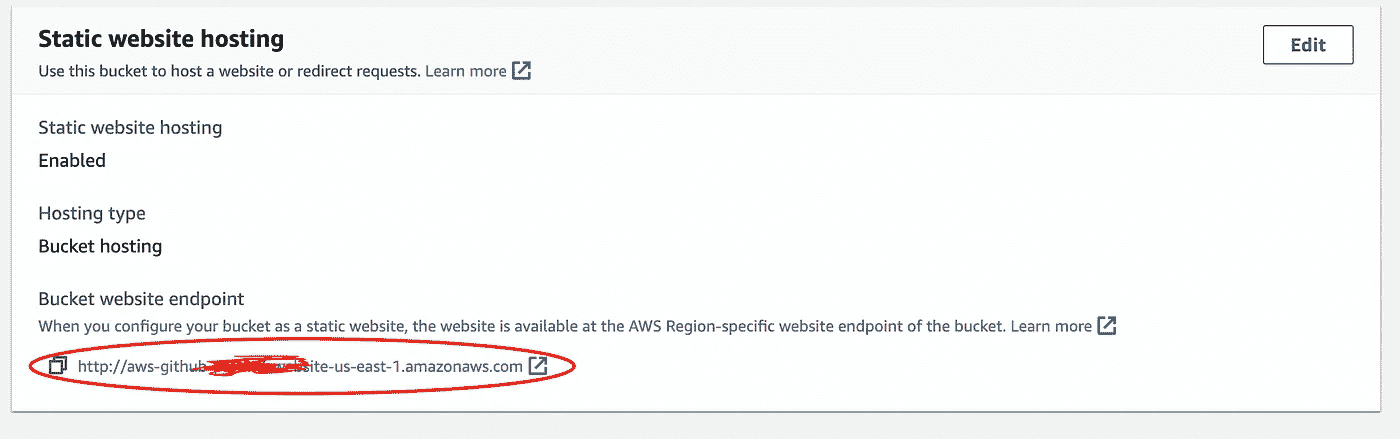 Static website hosting
Edit
Use this bucket to host a website or redirect requests. Learn more
Static website hosting
Enabled
Hosting type
Bucket hosting
Bucket website endpoint
When you configure your bucket as a static website, the website is available at the AWS Region-specific website endpoint of the bucket. Learn more
http://aws-github- site-us-east-1.amazonaws.com